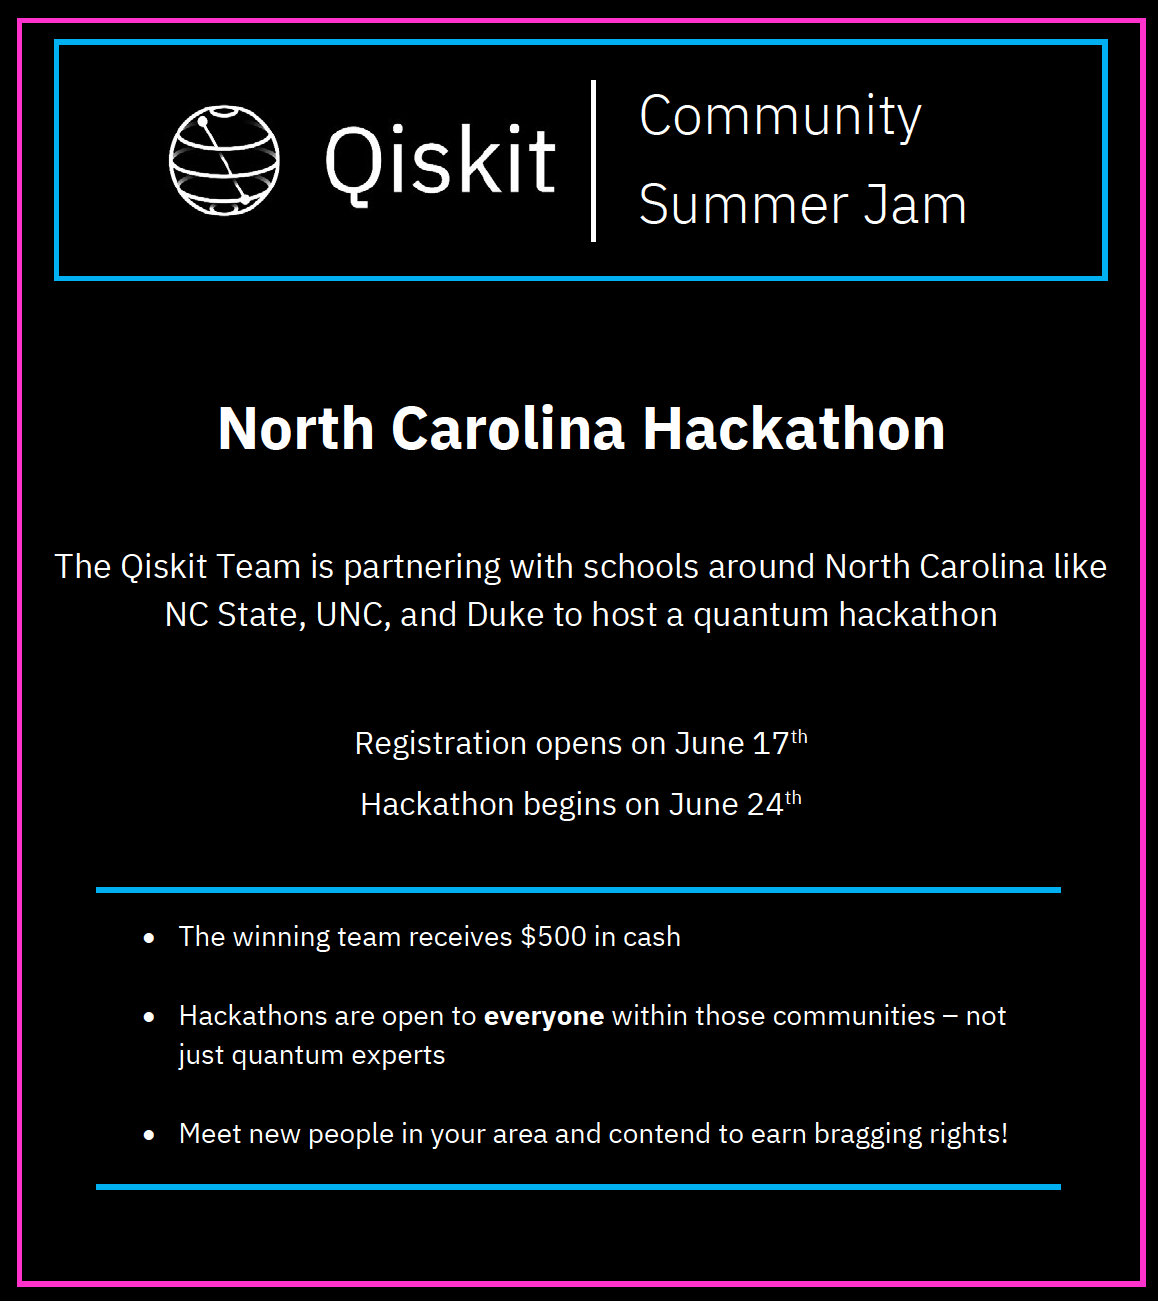 Qiskit
Community
Summer Jam
North Carolina Hackathon
The Qiskit Team is partnering with schools around North Carolina like
NC State, UNC, and Duke to host a quantum hackathon
Registration opens on June 17th
Hackathon begins on June 24th
• The winning team receives $500 in cash
• Hackathons are open to everyone within those communities – not
just quantum experts
• Meet new people in your area and contend to earn bragging rights!